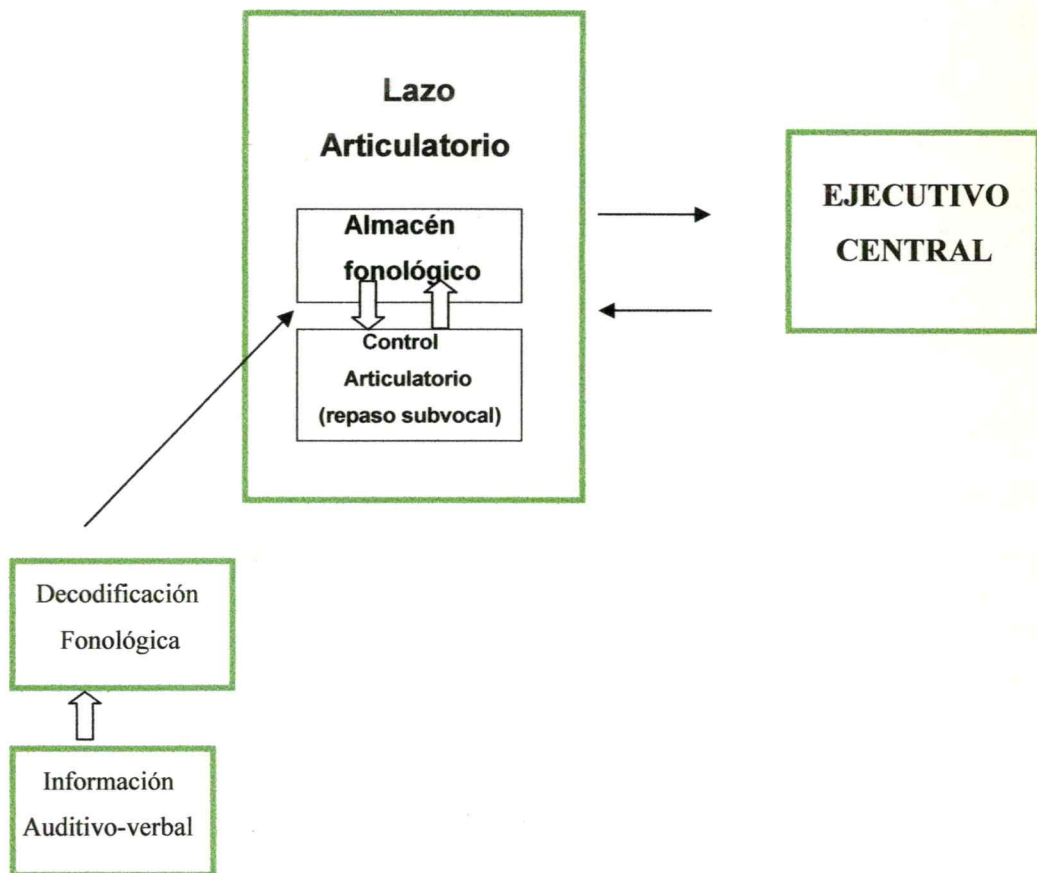 Lazo
Articulatorio
Almacén
fonológico
Control
Articulatorio
(repaso subvocal)
EJECUTIVO
CENTRAL
Decodificación
Fonológica
Información
Auditivo-verbal